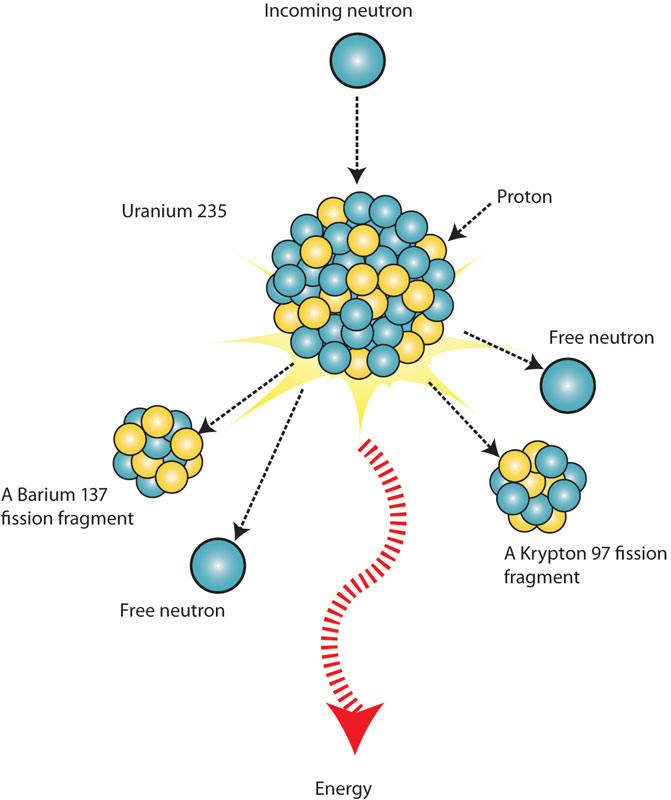 Incoming neutron
Uranium 235
Proton
Free neutron
A Barium 137
fission fragment
A Krypton 97 fission
fragment
Free neutron
Energy